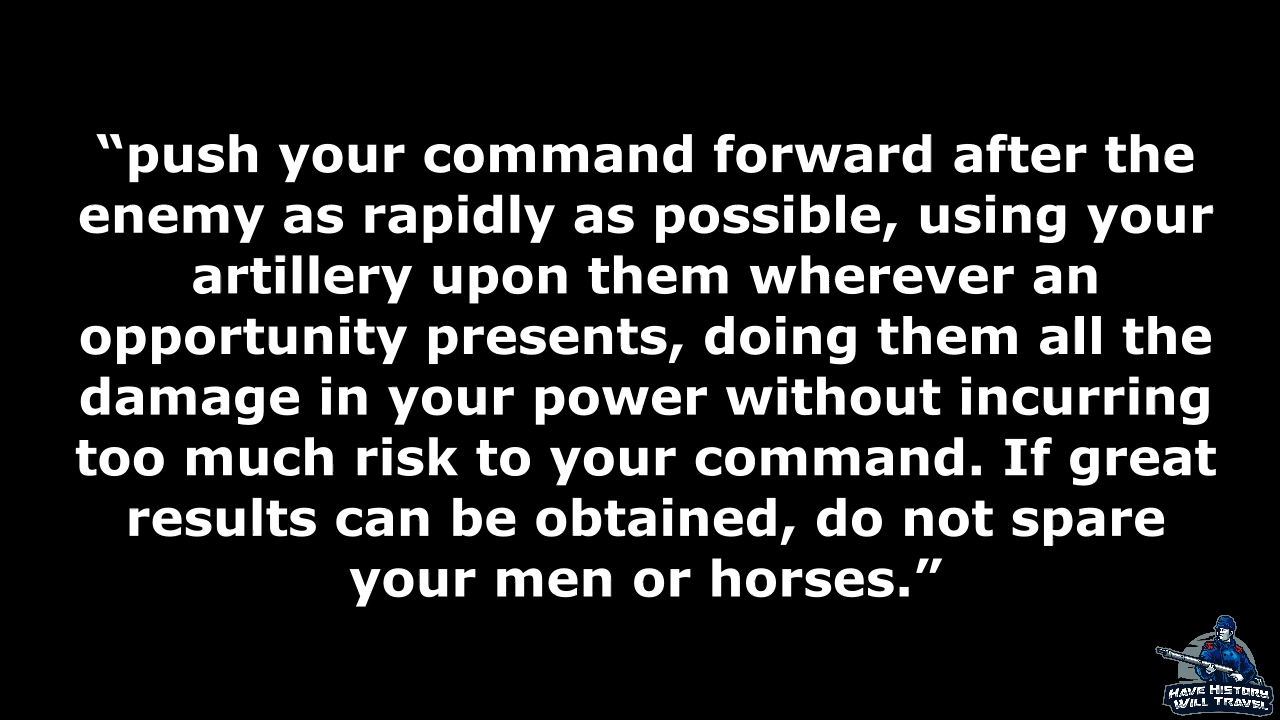 “push your command forward after the
enemy as rapidly as possible, using your
artillery upon them wherever an
opportunity presents, doing them all the
damage in your power without incurring
too much risk to your command. If great
results can be obtained, do not spare
your men or horses.”
HAVE HISTORY
WILL TRAVEL